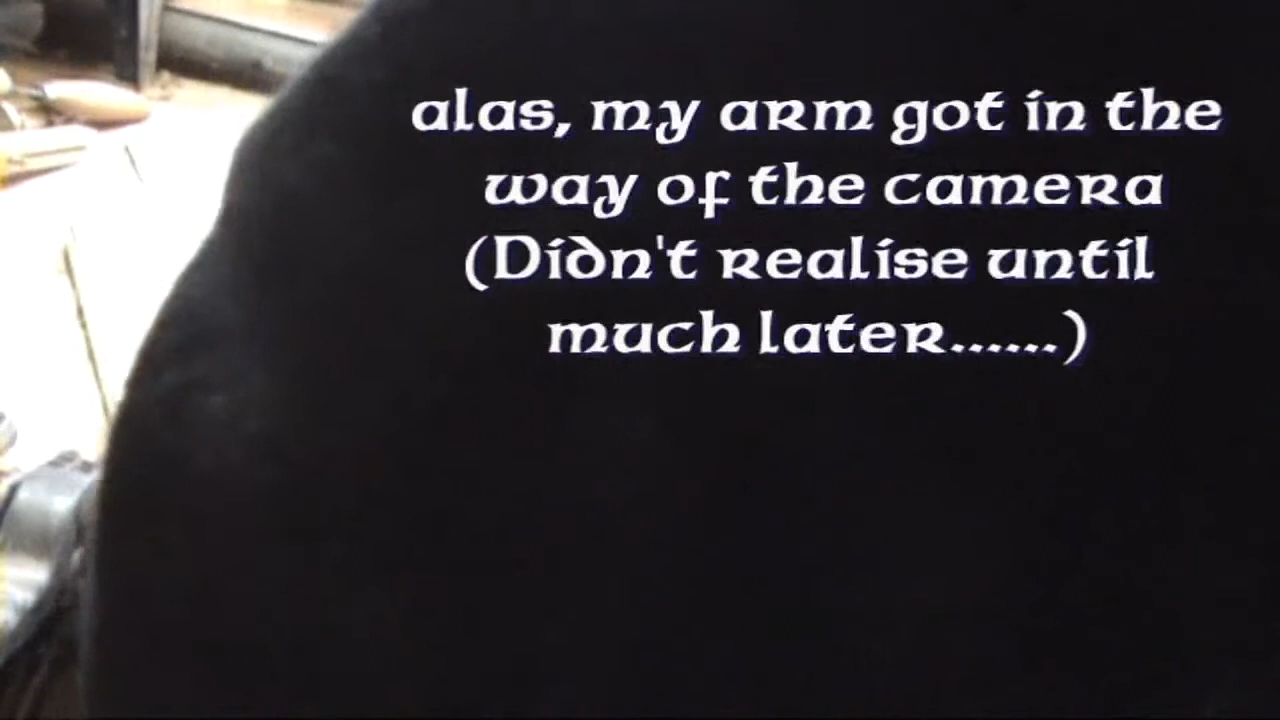 alas, my arm got in the
way of the camera
(Didn't realise until
much later......)